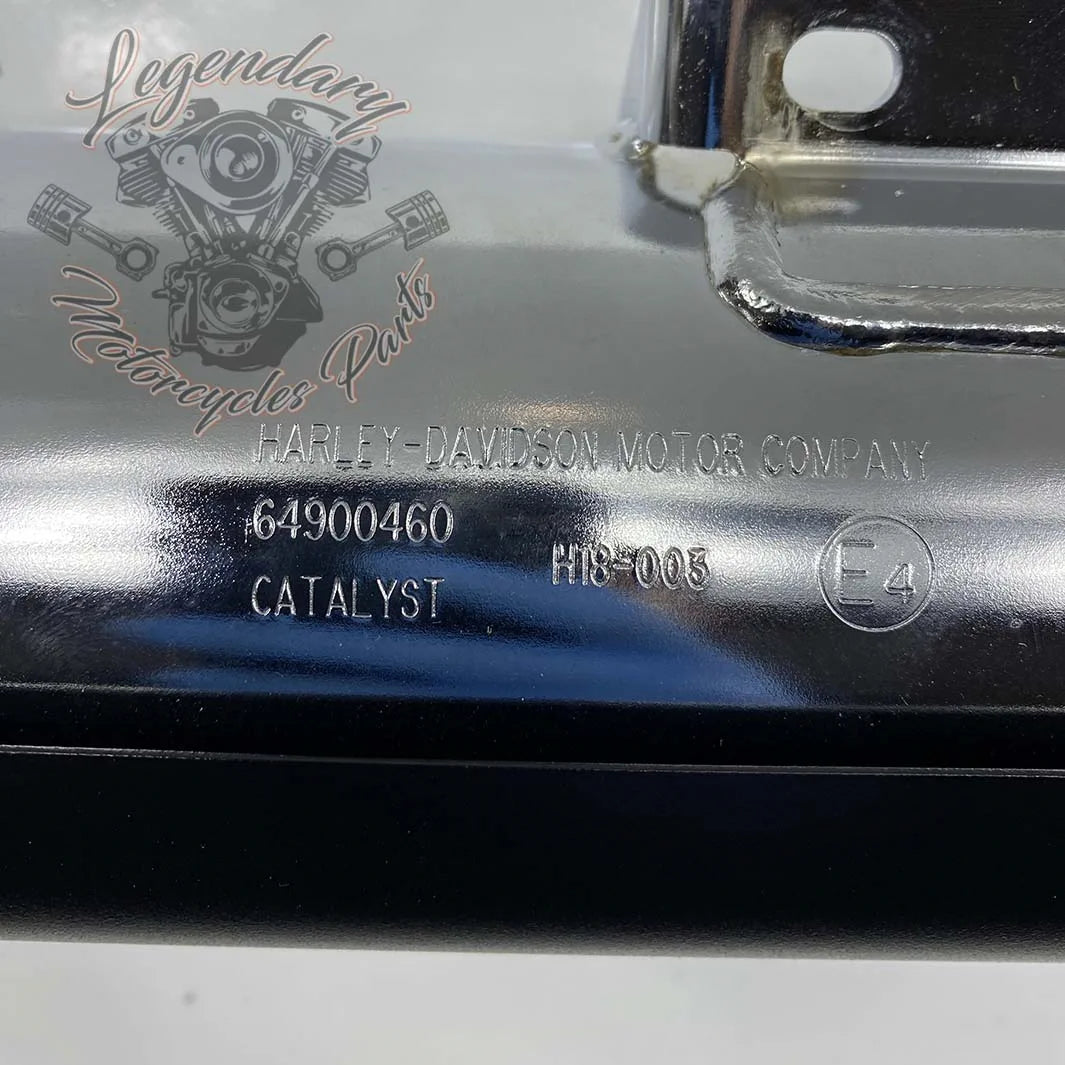 Legendary
Motorcycles Parts
HARLEY-DAVIDSON MOTOR COMPANY
64900460
H18-003
E4
CATALYST